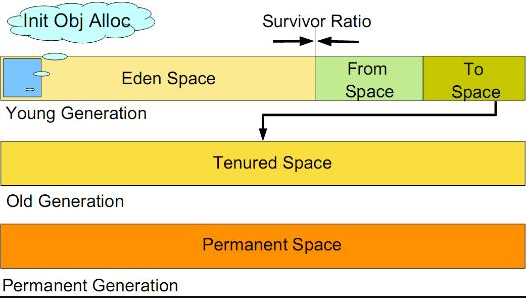 Init Obj Alloc
Survivor Ratio
Eden Space
From
Space
To
Space
Young Generation
Tenured Space
Old Generation
Permanent Space
Permanent Generation